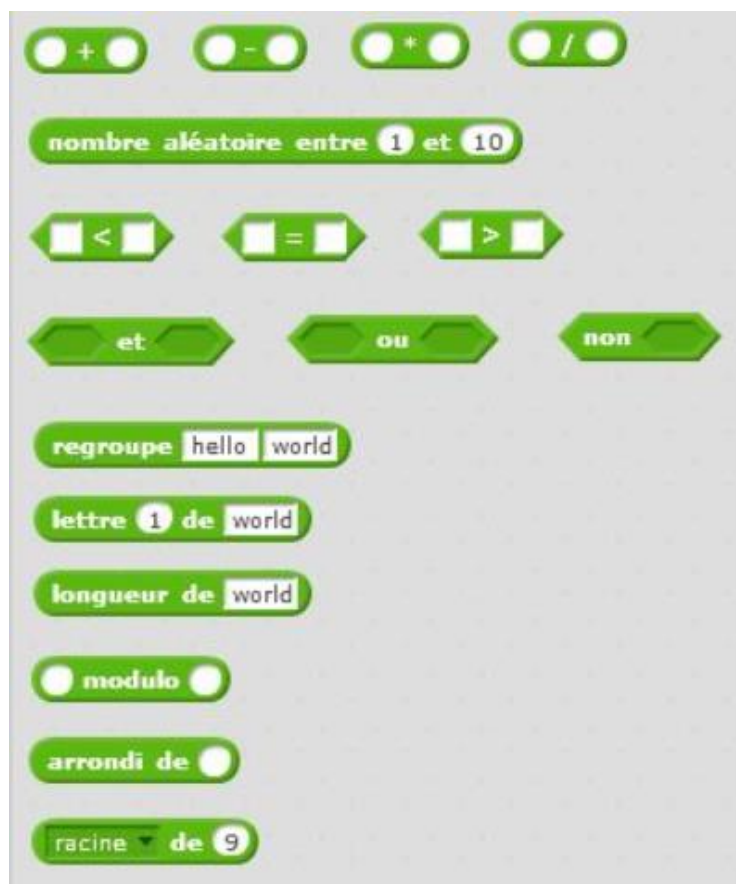 + - * /
nombre aléatoire entre 1 et 10
< = >
et ou non
regroupe hello world
lettre 1 de world
longueur de world
modulo
arrondi de
racine de 9